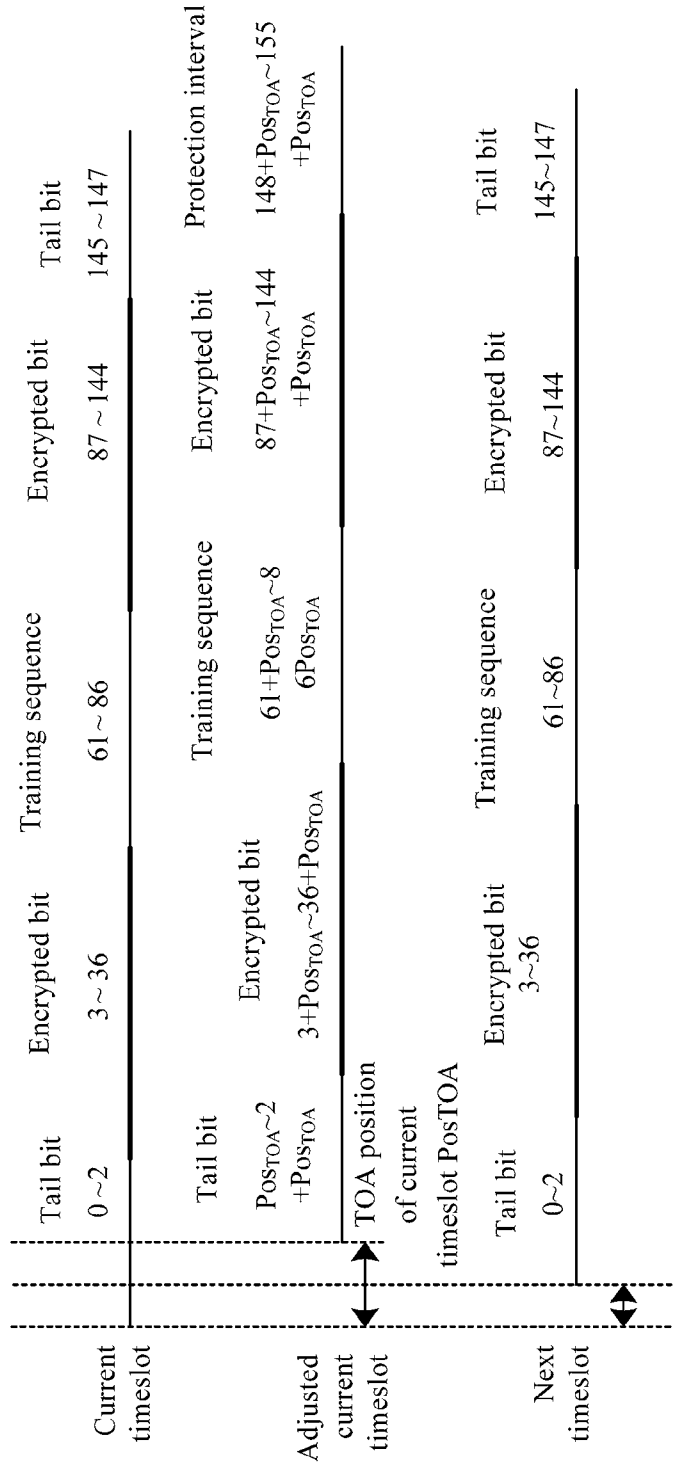 Current
timeslot
Tail bit
0~2
Encrypted bit
3~36
Training sequence
61~86
Encrypted bit
87~144
Tail bit
145~147
Adjusted
current
timeslot
Tail bit
PosTOA~2
+PosTOA
Encrypted bit
3+PosTOA~36+PosTOA
Training sequence
61+PosTOA~8
6PosTOA
Encrypted bit
87+PosTOA~144
+PosTOA
Protection interval
148+PosTOA~155
+PosTOA
TOA position
of current
timeslot PosTOA
Next
timeslot
Tail bit
0~2
Encrypted bit
3~36
Training sequence
61~86
Encrypted bit
87~144
Tail bit
145~147